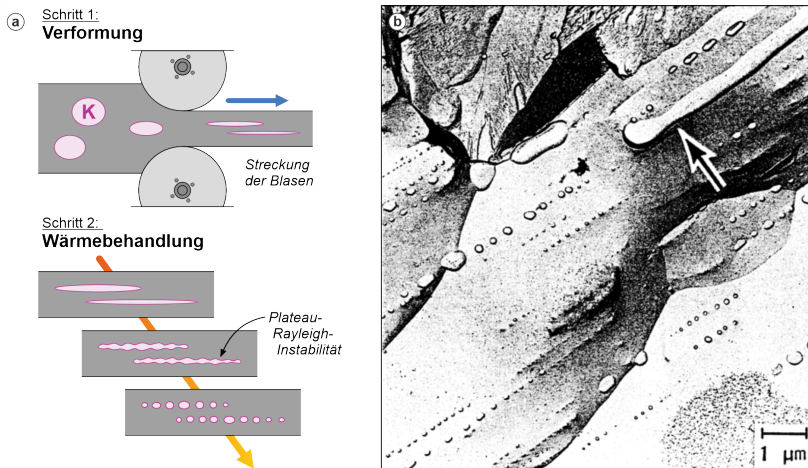 a
Schritt 1:
Verformung
K
Streckung
der Blasen
Schritt 2:
Wärmebehandlung
Plateau-
Rayleigh-
Instabilität
b
1 µm